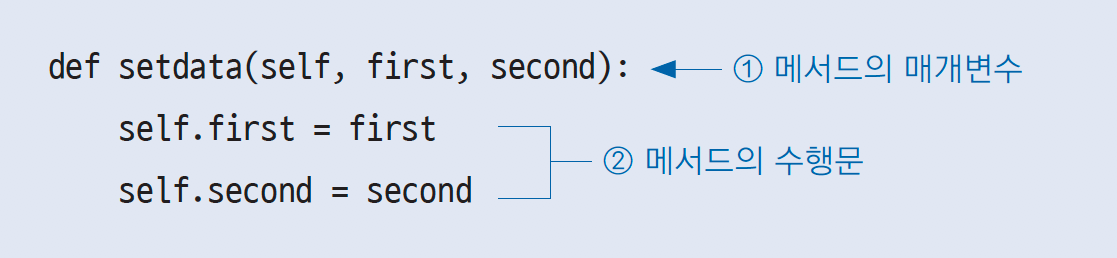 def setdata(self, first, second): ① 메서드의 매개변수
self.first = first
② 메서드의 수행문
self.second = second